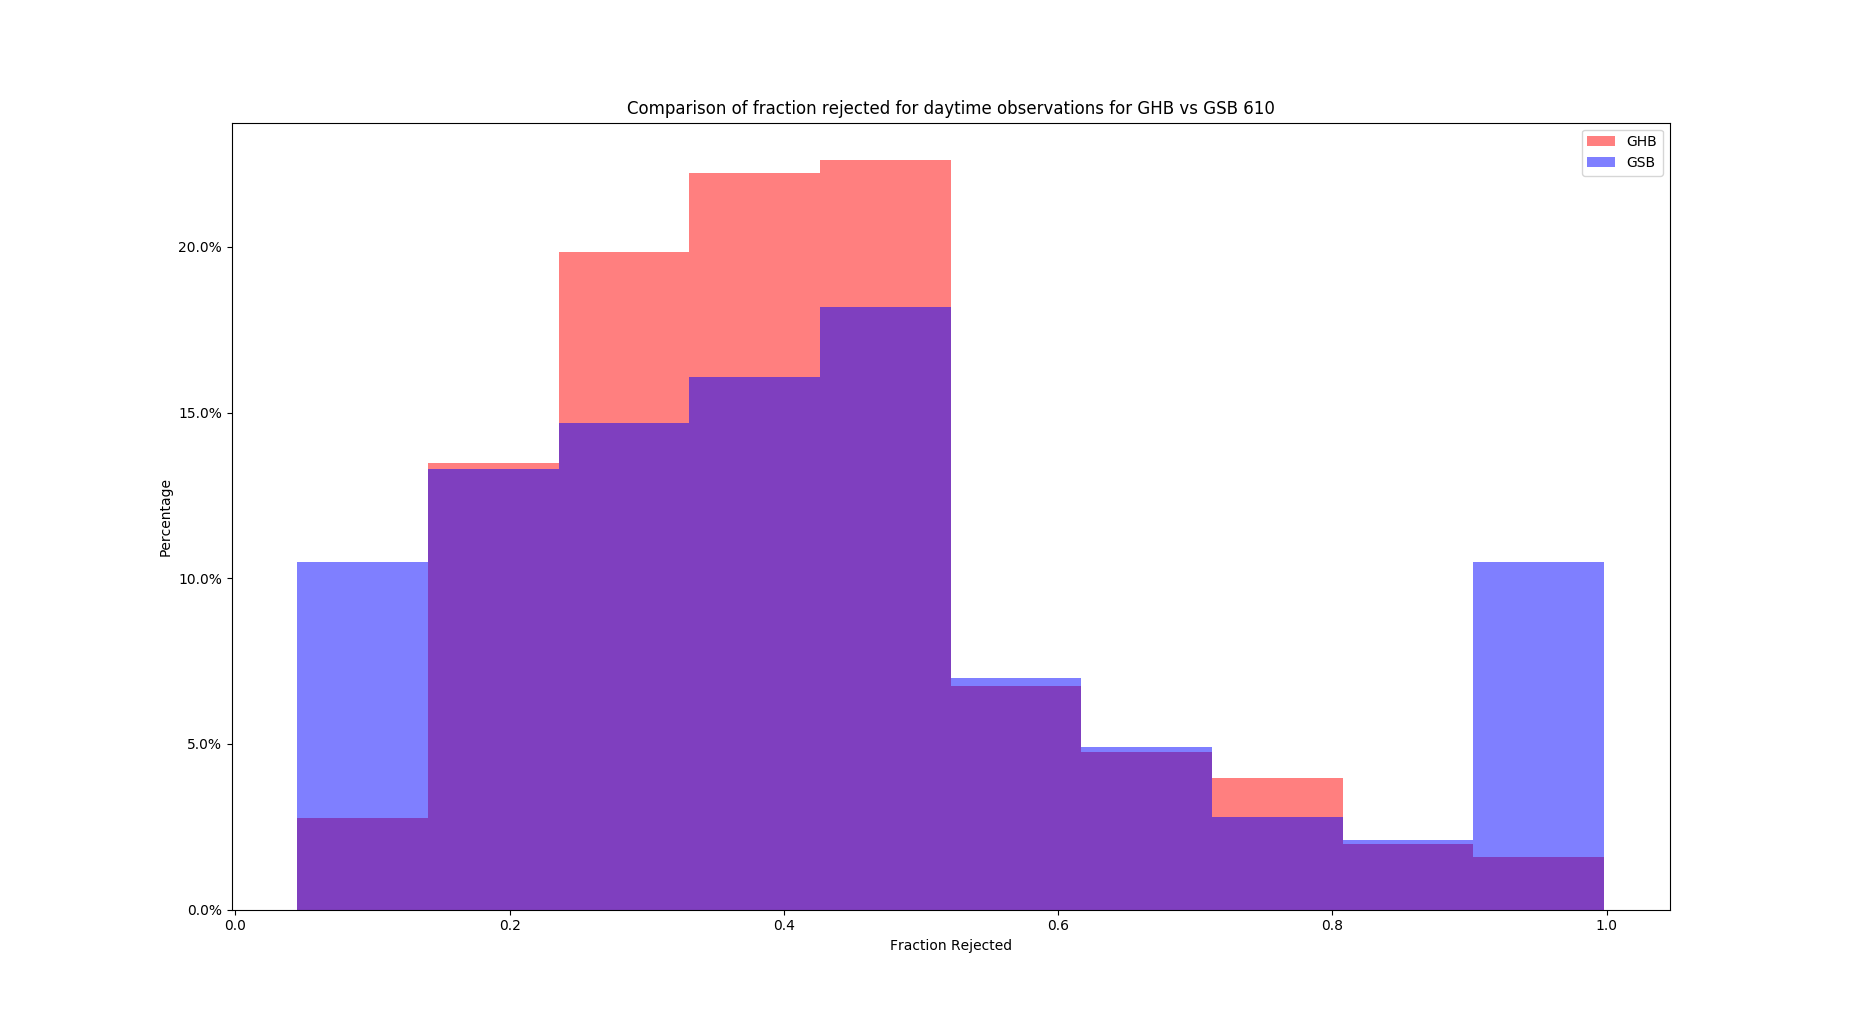 Comparison of fraction rejected for daytime observations for GHB vs GSB 610
GHB
GSB
20.0%
15.0%
10.0%
5.0%
0.0%
Percentage
0.0 0.2 0.4 0.6 0.8 1.0
Fraction Rejected